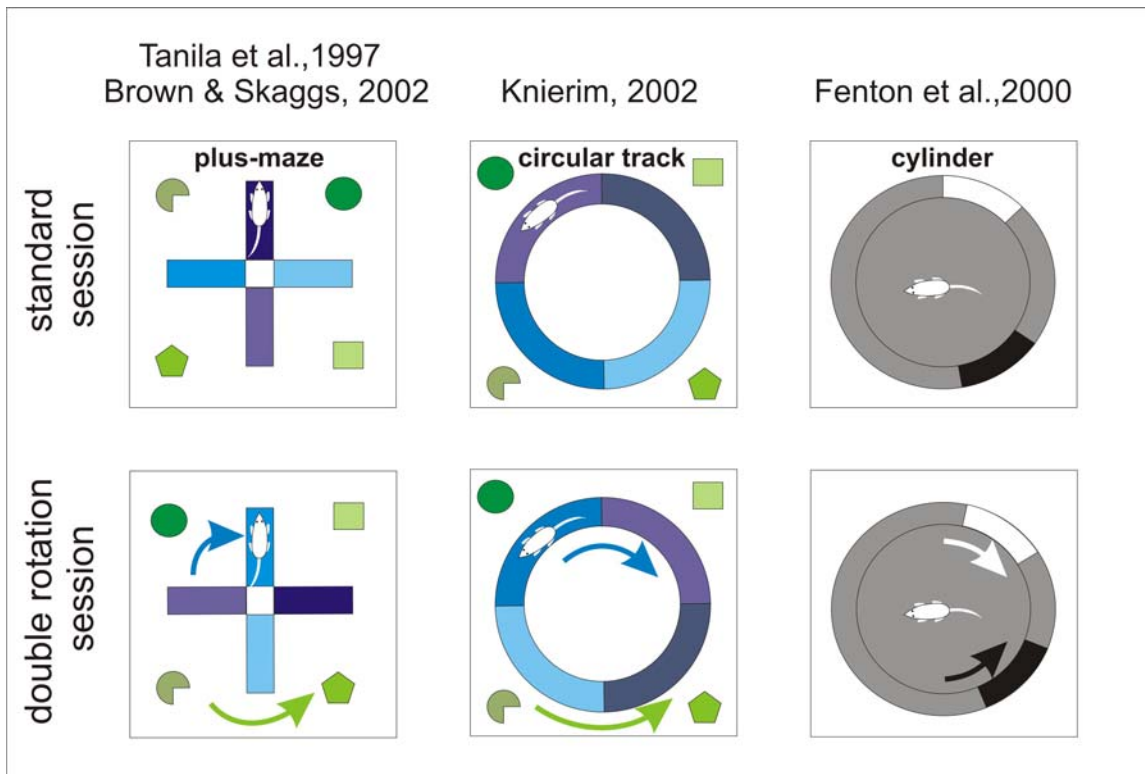 Tanila et al.,1997
Brown & Skaggs, 2002
Knierim, 2002
Fenton et al.,2000
standard
session
plus-maze
circular track
cylinder
double rotation
session